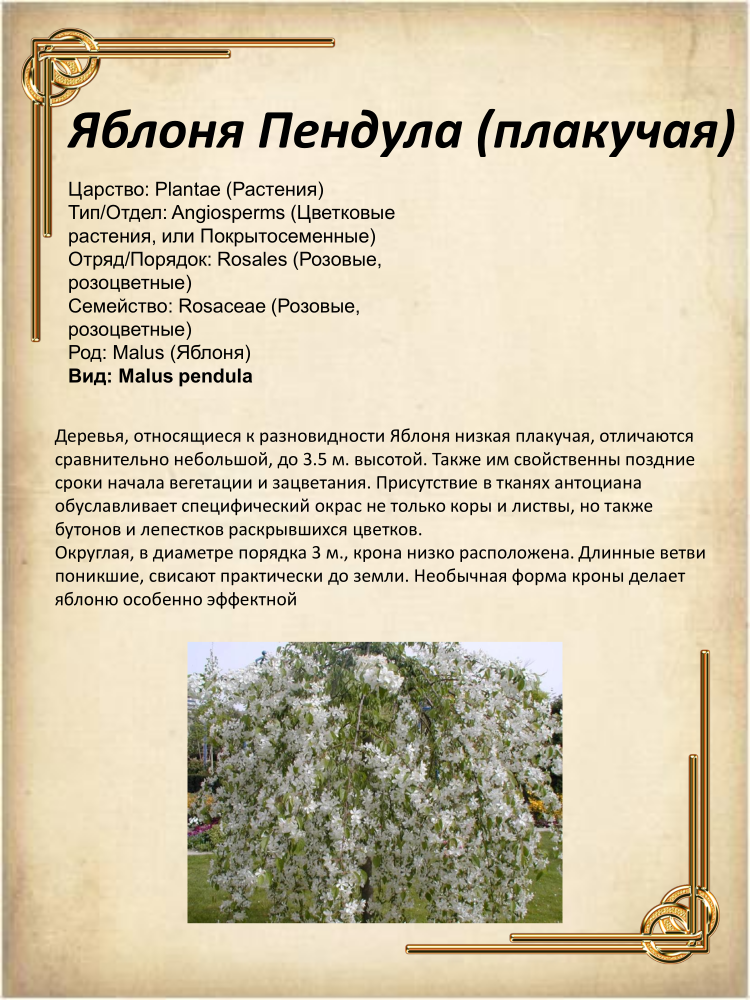 Яблоня Пендула (плакучая)
Царство: Plantae (Растения)
Тип/Отдел: Angiosperms (Цветковые
растения, или Покрытосеменные)
Отряд/Порядок: Rosales (Розовые,
розоцветные)
Семейство: Rosaceae (Розовые,
розоцветные)
Род: Malus (Яблоня)
Вид: Malus pendula
Деревья, относящиеся к разновидности Яблоня низкая плакучая, отличаются
сравнительно небольшой, до 3.5 м. высотой. Также им свойственны поздние
сроки начала вегетации и зацветания. Присутствие в тканях антоциана
обуславливает специфический окрас не только коры и листвы, но также
бутонов и лепестков раскрывшихся цветков.
Округлая, в диаметре порядка 3 м., крона низко расположена. Длинные ветви
поникшие, свисают практически до земли. Необычная форма кроны делает
яблоню особенно эффектной